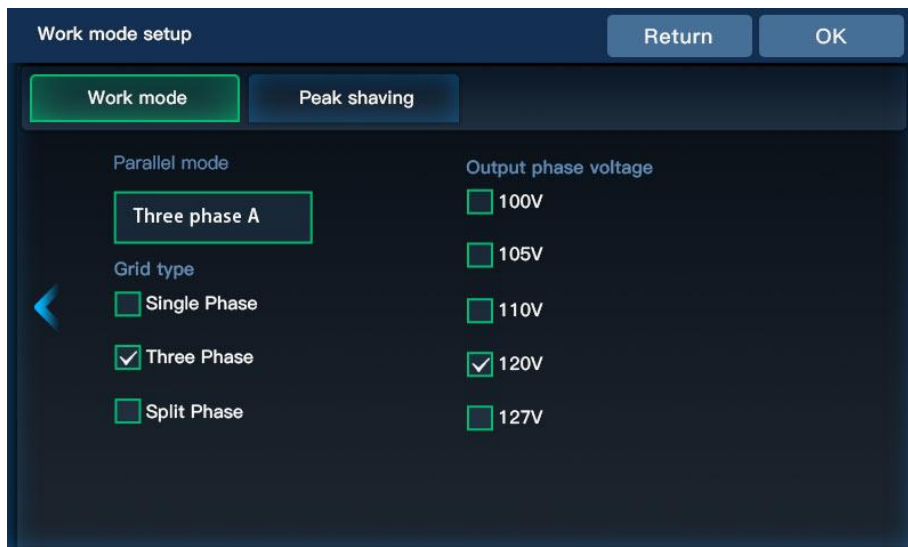 Work mode setup
Return
OK
Work mode
Peak shaving
Parallel mode
Three phase A
Grid type
Single Phase
Three Phase
Split Phase
Output phase voltage
100V
105V
110V
120V
127V